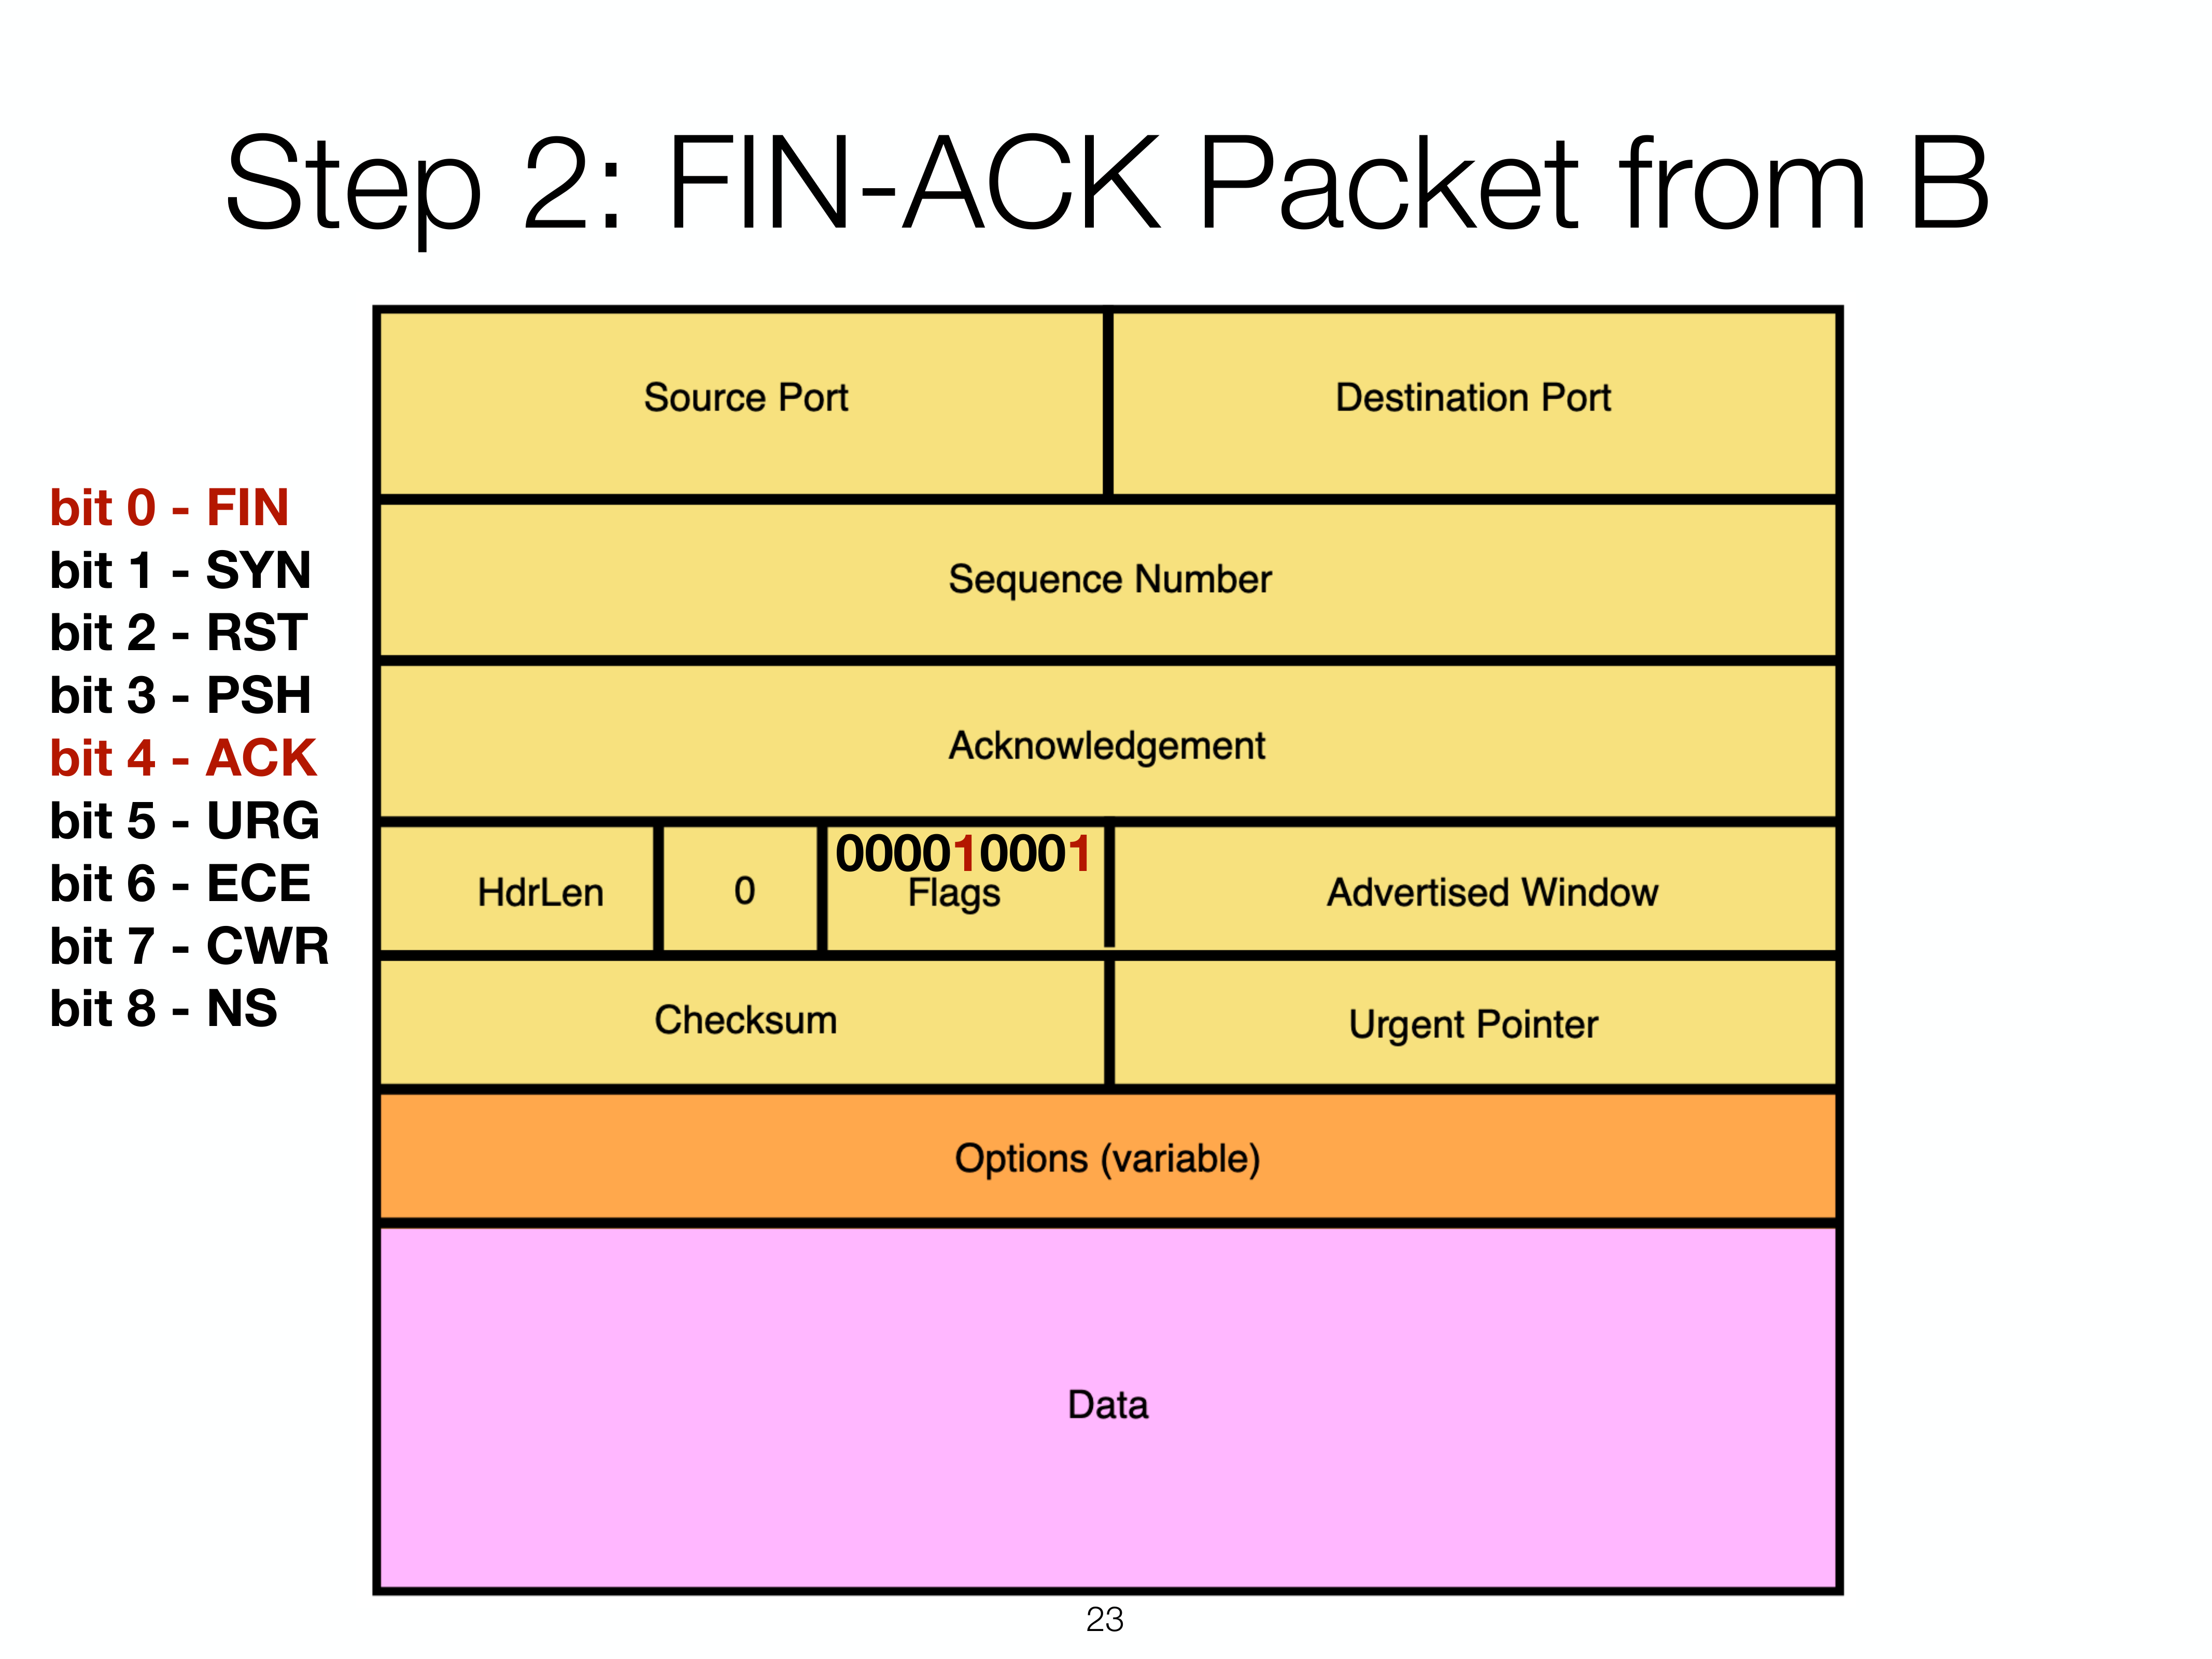 Step 2: FIN-ACK Packet from B
Source Port
Destination Port
bit 0 - FIN
bit 1 - SYN
bit 2 - RST
bit 3 - PSH
bit 4 - ACK
bit 5 - URG
bit 6 - ECE
bit 7 - CWR
bit 8 - NS
Sequence Number
Acknowledgement
HdrLen
0
000010001
Flags
Advertised Window
Checksum
Urgent Pointer
Options (variable)
Data
23